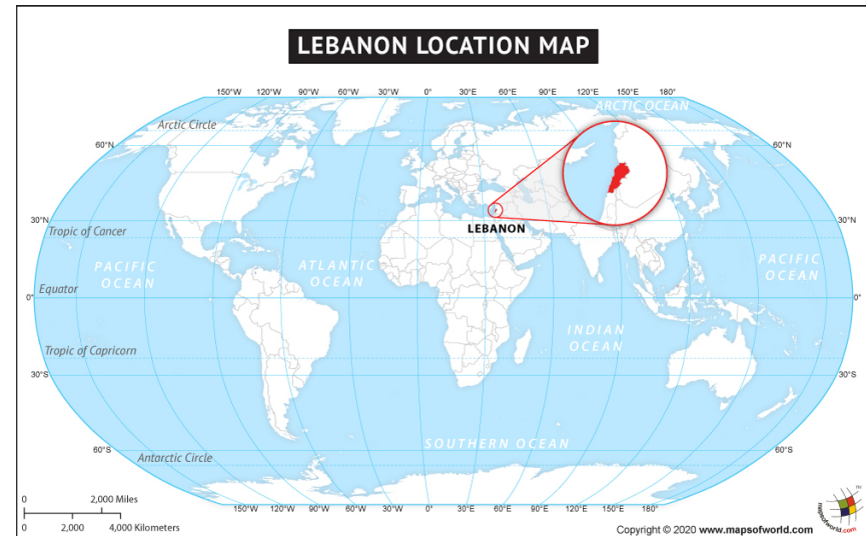 LEBANON LOCATION MAP
150°W 120°W 90°W 60°W 30°W 0° 30°E 60°E 90°E 120°E 150°E 180°
ARCTIC OCEAN
Arctic Circle
60°N 60°N
30°N 30°N
LEBANON
Tropic of Cancer
PACIFIC
OCEAN
ATLANTIC
OCEAN
PACIFIC
OCEAN
Equator
0° 0°
INDIAN
OCEAN
Tropic of Capricorn
30°S 30°S
SOUTHERN OCEAN
60°S 60°S
Antarctic Circle
150°W 120°W 90°W 60°W 30°W 0° 30°E 60°E 90°E 120°E 150°E 180°
0 2,000 Miles
0 2,000 4,000 Kilometers
mapsofworld.com
TM
Copyright © 2020 www.mapsofworld.com